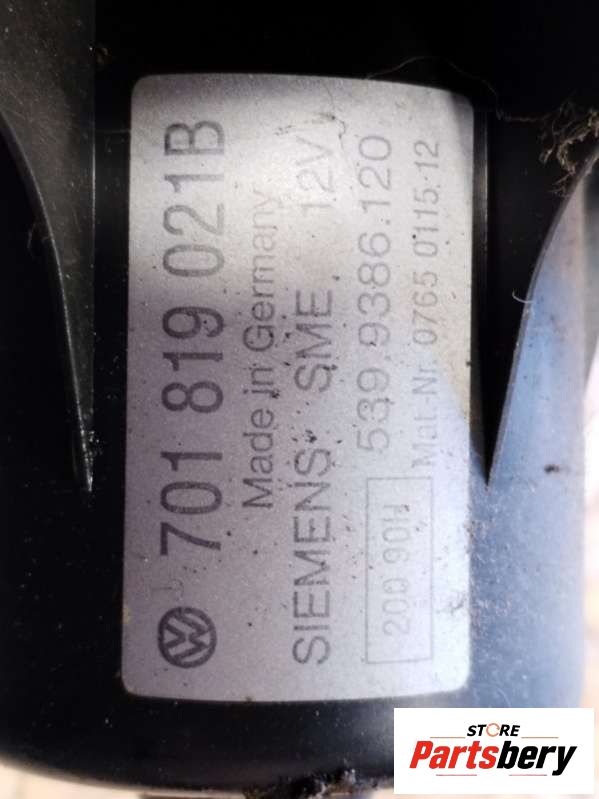 701 819 021B
Made in Germany
SIEMENS SME 12V
200 90H 539.9386.120
Mat.Nr. 0765 0115.12
STORE
Partsbery